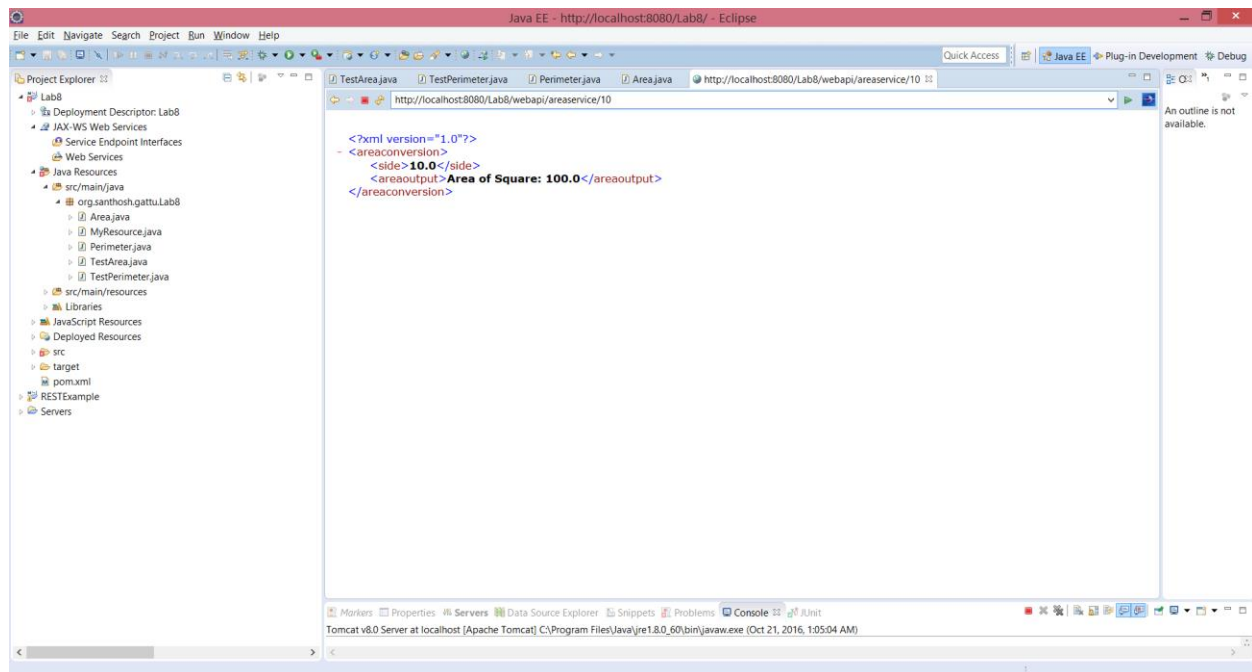 Java EE - http://localhost:8080/Lab8/ - Eclipse
File Edit Navigate Search Project Run Window Help
Quick Access
Java EE
Plug-in Development
Debug
Project Explorer
Lab8
Deployment Descriptor: Lab8
JAX-WS Web Services
Service Endpoint Interfaces
Web Services
Java Resources
src/main/java
org.santhosh.gattu.Lab8
Area.java
MyResource.java
Perimeter.java
TestArea.java
TestPerimeter.java
src/main/resources
Libraries
JavaScript Resources
Deployed Resources
src
target
pom.xml
RESTExample
Servers
TestArea.java TestPerimeter.java Perimeter.java Area.java http://localhost:8080/Lab8/webapi/areaservice/10
http://localhost:8080/Lab8/webapi/areaservice/10
<?xml version="1.0"?>
- <areaconversion>
<side>10.0</side>
<areaoutput>Area of Square: 100.0</areaoutput>
</areaconversion>
An outline is not
available.
Markers Properties Servers Data Source Explorer Snippets Problems Console JUnit
Tomcat v8.0 Server at localhost [Apache Tomcat] C:\Program Files\Java\jre1.8.0_60\bin\javaw.exe (Oct 21, 2016, 1:05:04 AM)